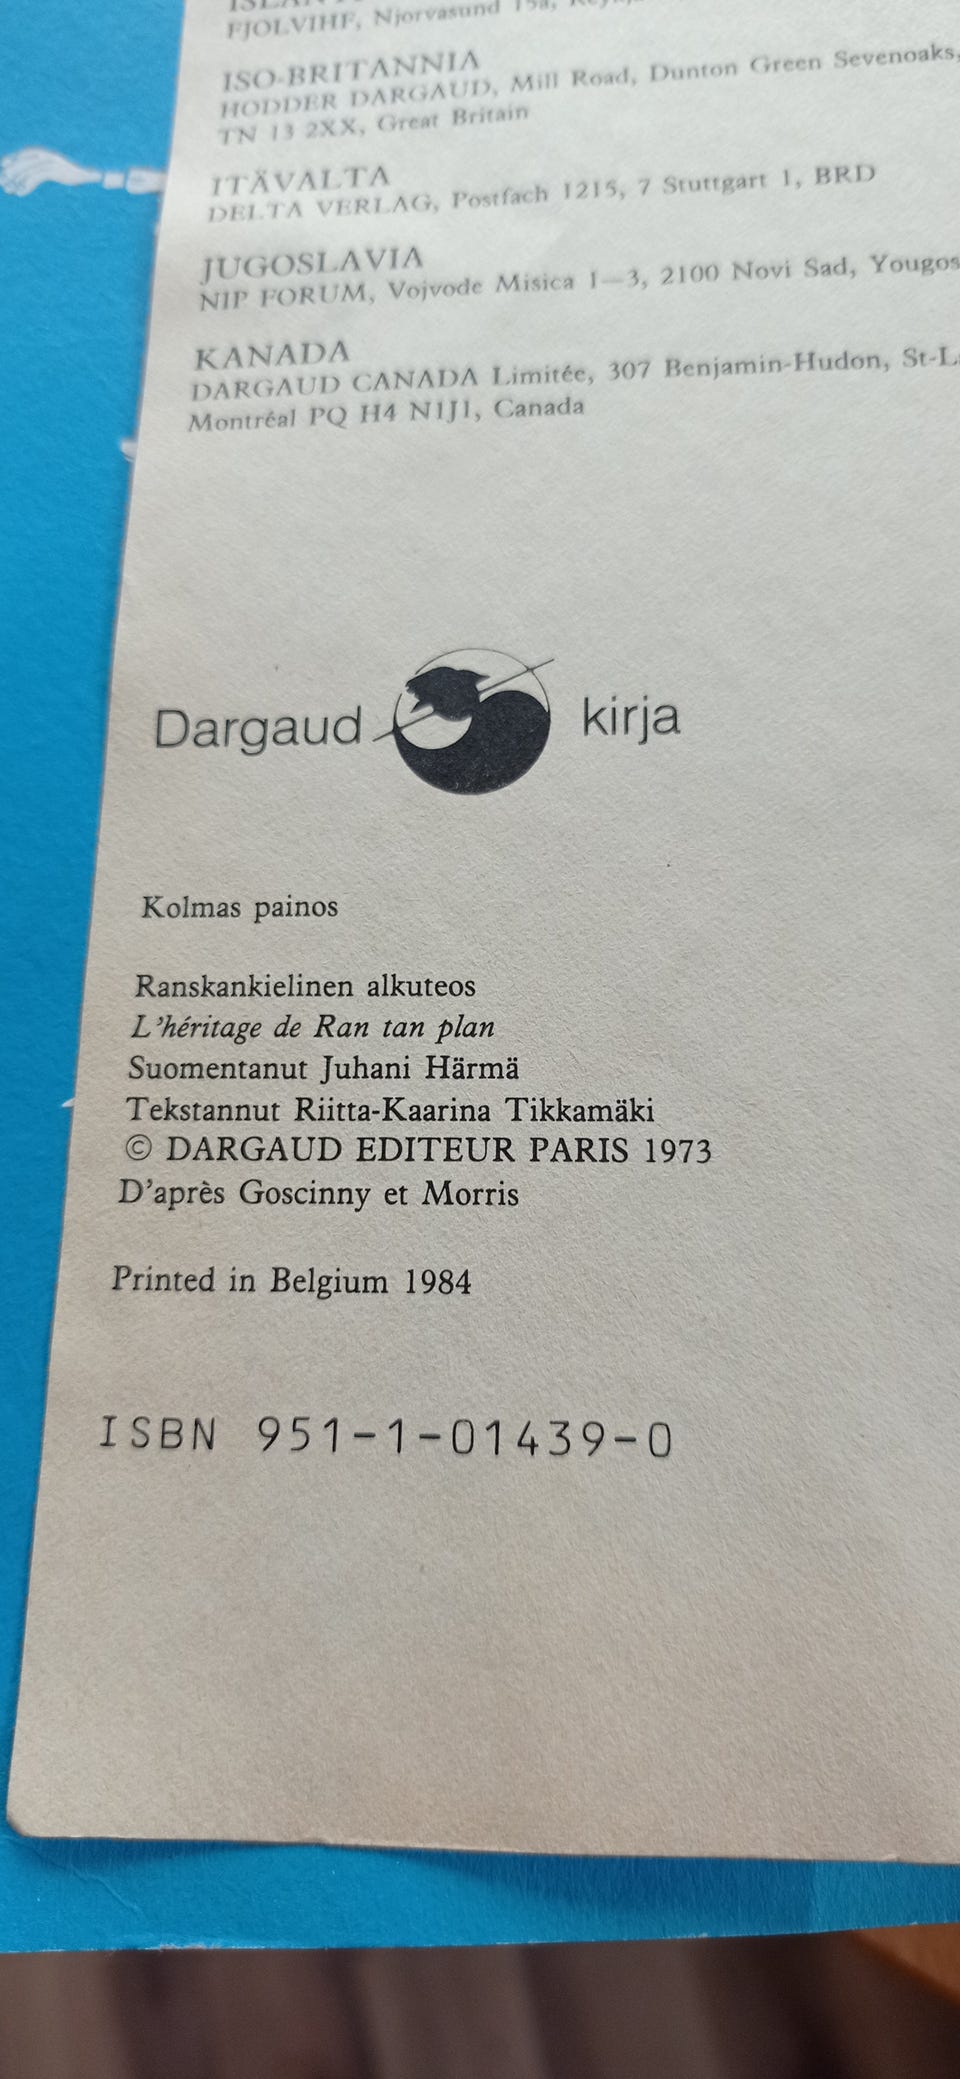 FJOLVIHF, Njorvasund 15a,
ISO-BRITANNIA
HODDER DARGAUD, Mill Road, Dunton Green Sevenoaks,
TN 13 2XX, Great Britain
ITÄVALTA
DELTA VERLAG, Postfach 1215, 7 Stuttgart 1, BRD
JUGOSLAVIA
NIP FORUM, Vojvode Misica 1—3, 2100 Novi Sad, Yougos
KANADA
DARGAUD CANADA Limitée, 307 Benjamin-Hudon, St-L
Montréal PQ H4 N1J1, Canada
Dargaud kirja
Kolmas painos
Ranskankielinen alkuteos
L'héritage de Ran tan plan
Suomentanut Juhani Härmä
Tekstannut Riitta-Kaarina Tikkamäki
© DARGAUD EDITEUR PARIS 1973
D'après Goscinny et Morris
Printed in Belgium 1984
ISBN 951-1-01439-0